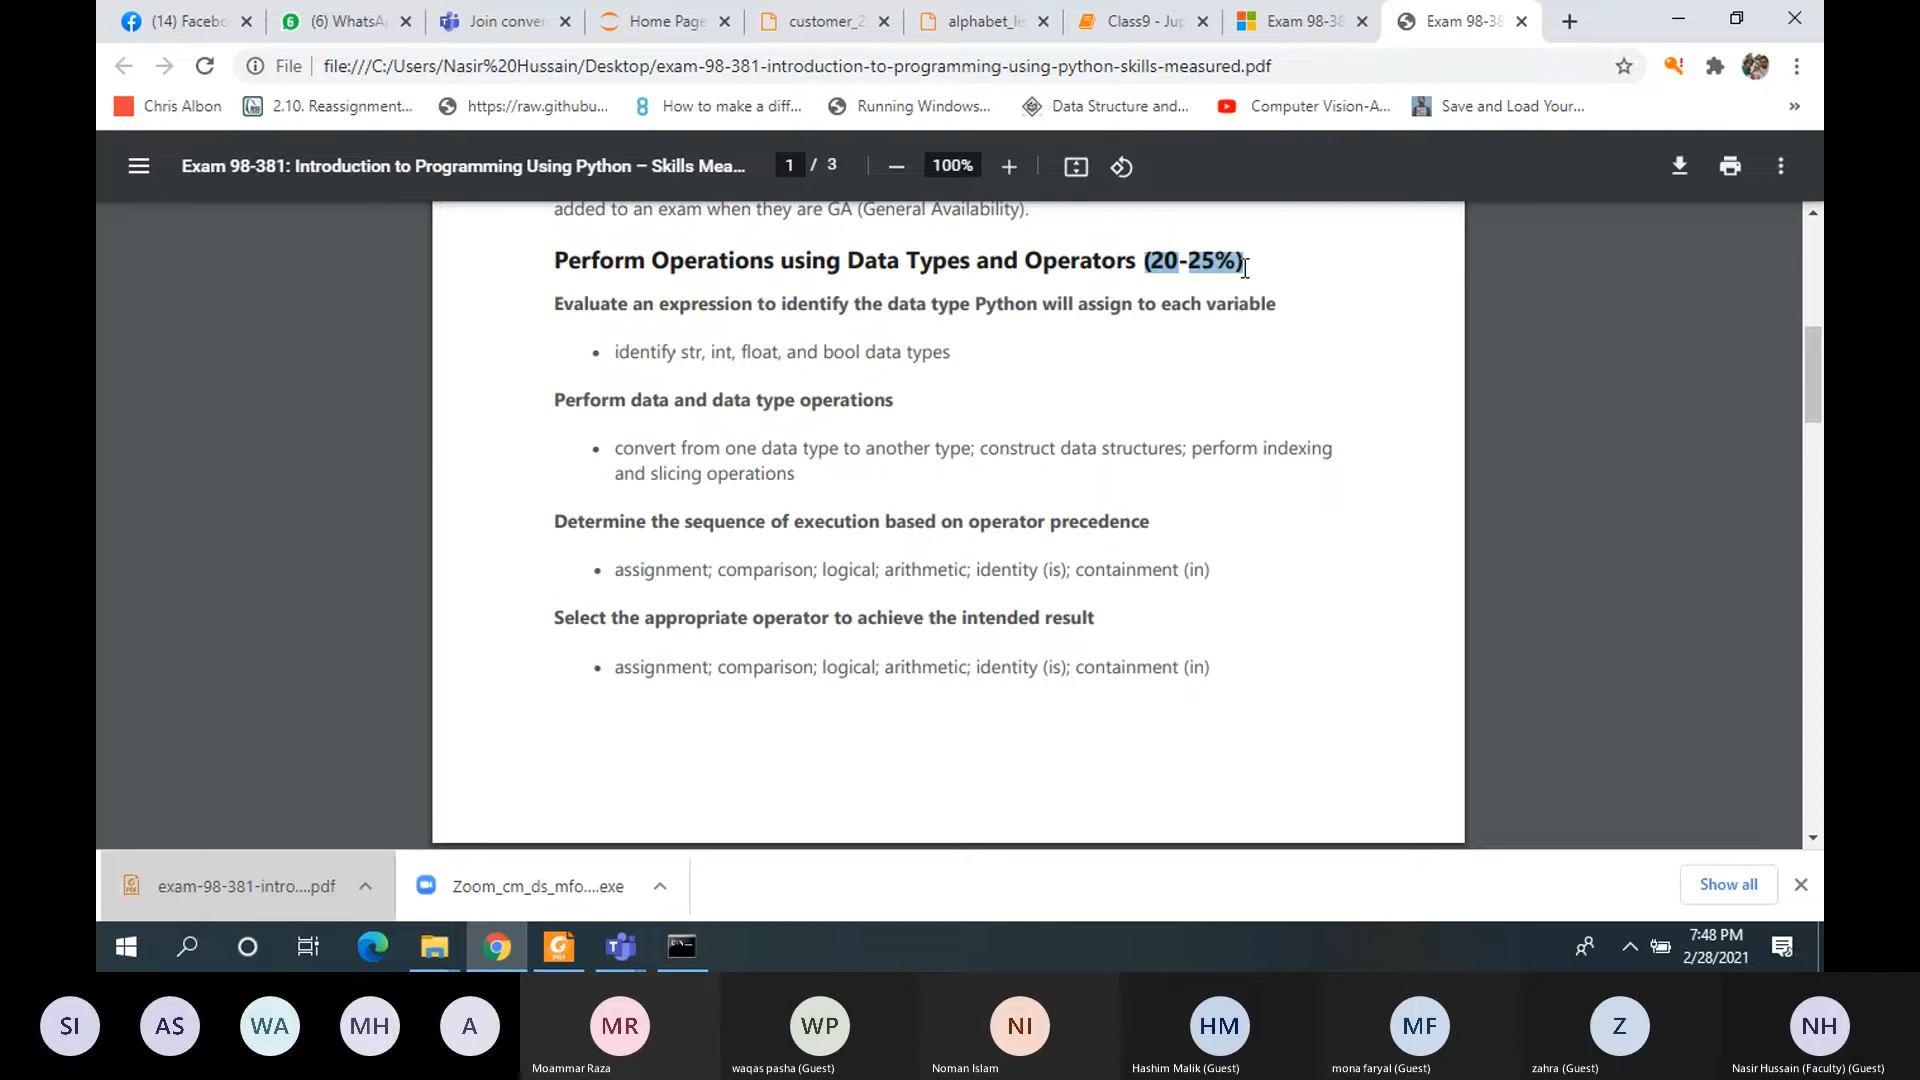 (14) Facebo
(6) WhatsA
Join conver
Home Page
customer_2
alphabet_lis
Class9 - Jup
Exam 98-38
Exam 98-38
File
file:///C:/Users/Nasir%20Hussain/Desktop/exam-98-381-introduction-to-programming-using-python-skills-measured.pdf
Chris Albon
2.10. Reassignment...
https://raw.githubu...
How to make a diff...
Running Windows...
Data Structure and...
Computer Vision-A...
Save and Load Your...
»
Exam 98-381: Introduction to Programming Using Python – Skills Mea...
1 / 3
100%
added to an exam when they are GA (General Availability).
Perform Operations using Data Types and Operators (20-25%)
Evaluate an expression to identify the data type Python will assign to each variable
• identify str, int, float, and bool data types
Perform data and data type operations
• convert from one data type to another type; construct data structures; perform indexing
and slicing operations
Determine the sequence of execution based on operator precedence
• assignment; comparison; logical; arithmetic; identity (is); containment (in)
Select the appropriate operator to achieve the intended result
• assignment; comparison; logical; arithmetic; identity (is); containment (in)
exam-98-381-intro....pdf
Zoom_cm_ds_mfo....exe
Show all
7:48 PM
2/28/2021
SI
AS
WA
MH
A
MR
WP
NI
HM
MF
Z
NH
Moammar Raza
waqas pasha (Guest)
Noman Islam
Hashim Malik (Guest)
mona faryal (Guest)
zahra (Guest)
Nasir Hussain (Faculty) (Guest)